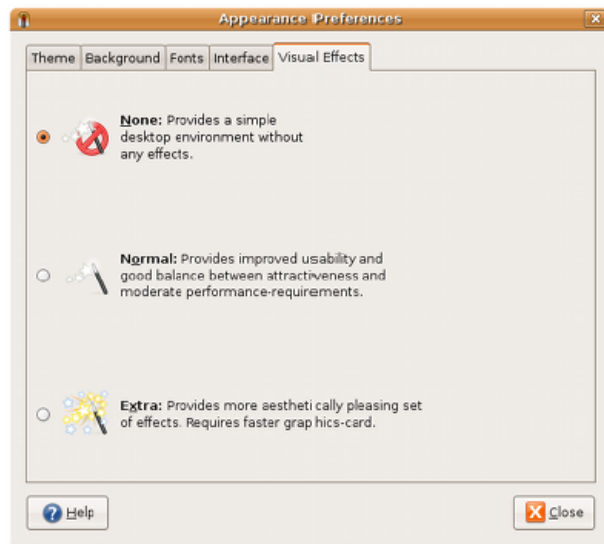 Appearance Preferences
Theme Background Fonts Interface Visual Effects
None: Provides a simple
desktop environment without
any effects.
Normal: Provides improved usability and
good balance between attractiveness and
moderate performance-requirements.
Extra: Provides more aestheti cally pleasing set
of effects. Requires faster grap hics-card.
Help Close